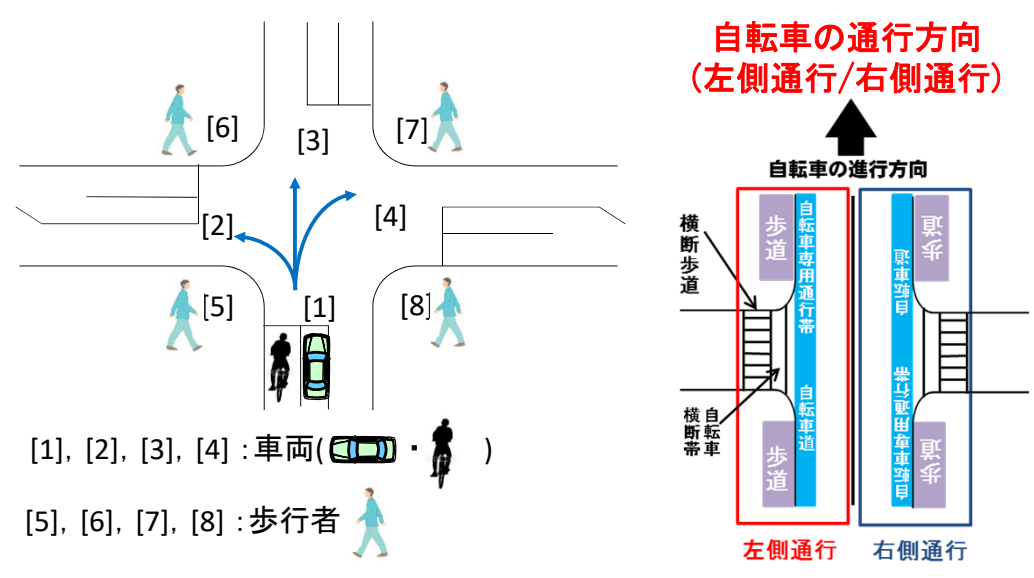 自転車の通行方向
(左側通行/右側通行)
自転車の進行方向
[6]
[3]
[7]
[2]
[4]
[5]
[1]
[8]
[1], [2], [3], [4] : 車両( ・ )
[5], [6], [7], [8] : 歩行者
横断歩道
歩道
自転車専用通行帯
自転車道
歩道
自転車横断帯
歩道
自転車道
自転車専用通行帯
歩道
左側通行
右側通行